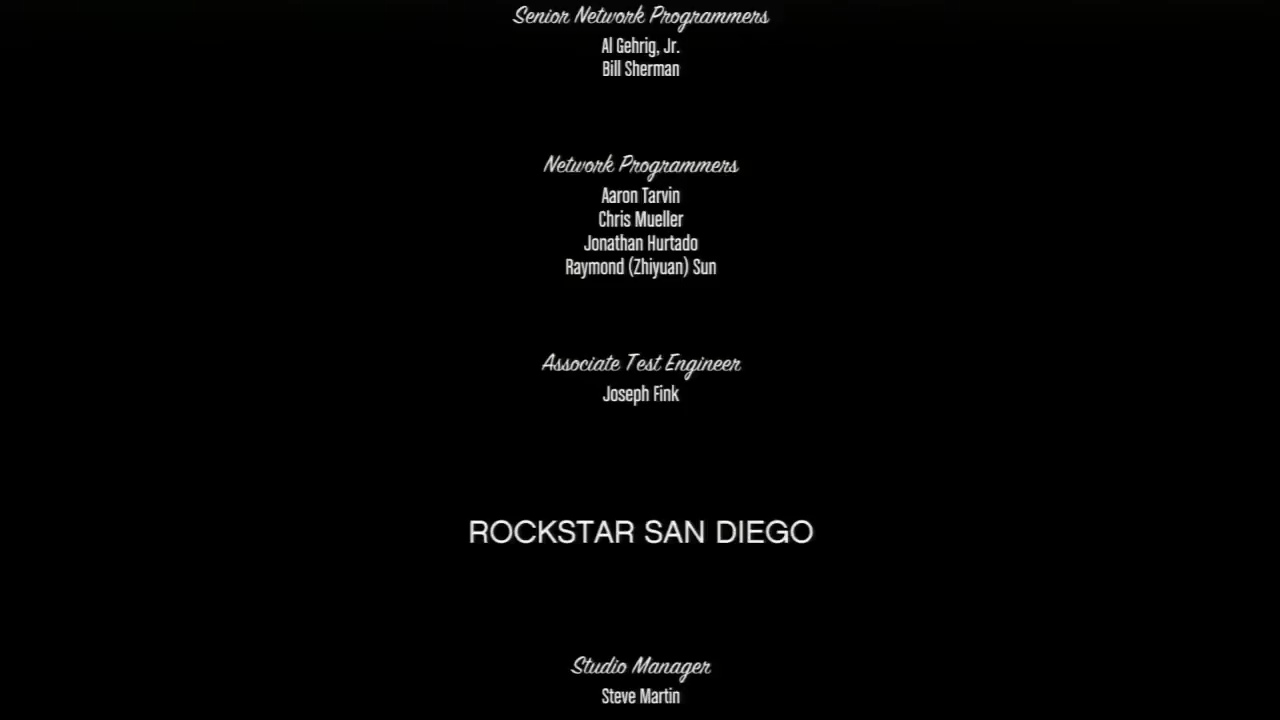 Senior Network Programmers
Al Gehrig, Jr.
Bill Sherman
Network Programmers
Aaron Tarvin
Chris Mueller
Jonathan Hurtado
Raymond (Zhiyuan) Sun
Associate Test Engineer
Joseph Fink
ROCKSTAR SAN DIEGO
Studio Manager
Steve Martin